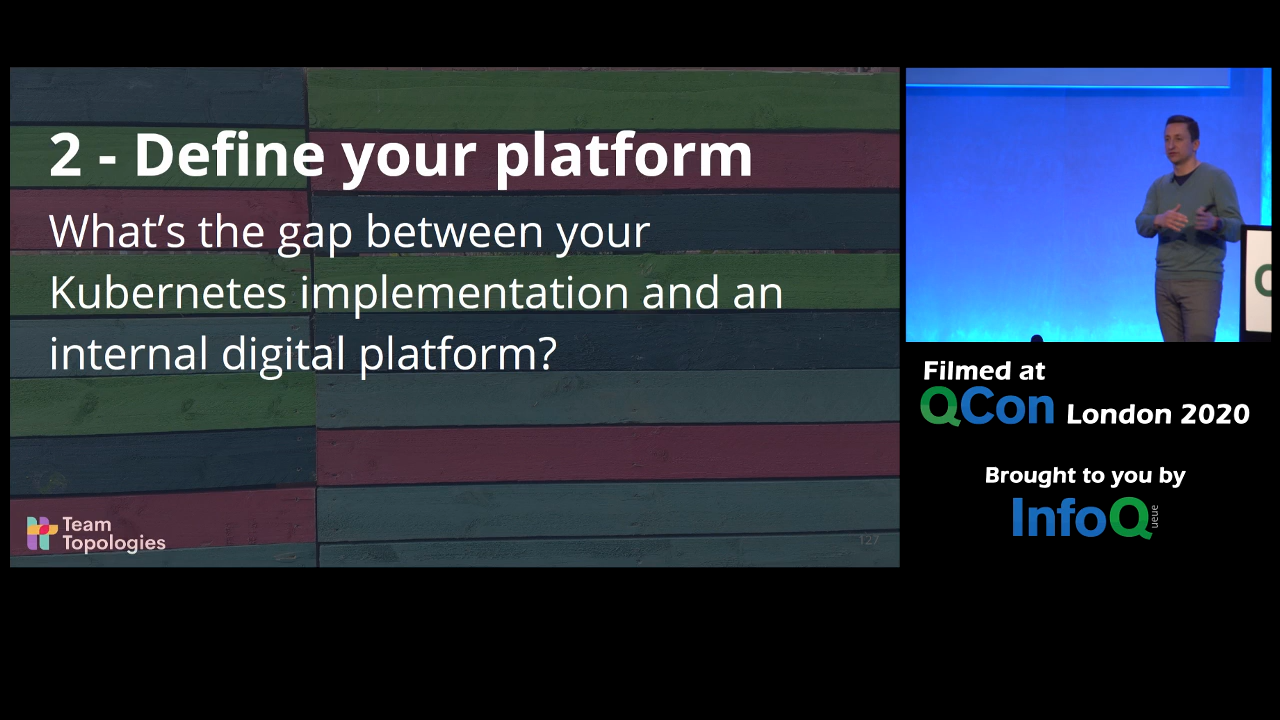 2 - Define your platform
What's the gap between your
Kubernetes implementation and an
internal digital platform?
Team
Topologies
127
Filmed at
QCon London 2020
Brought to you by
InfoQ
ueue